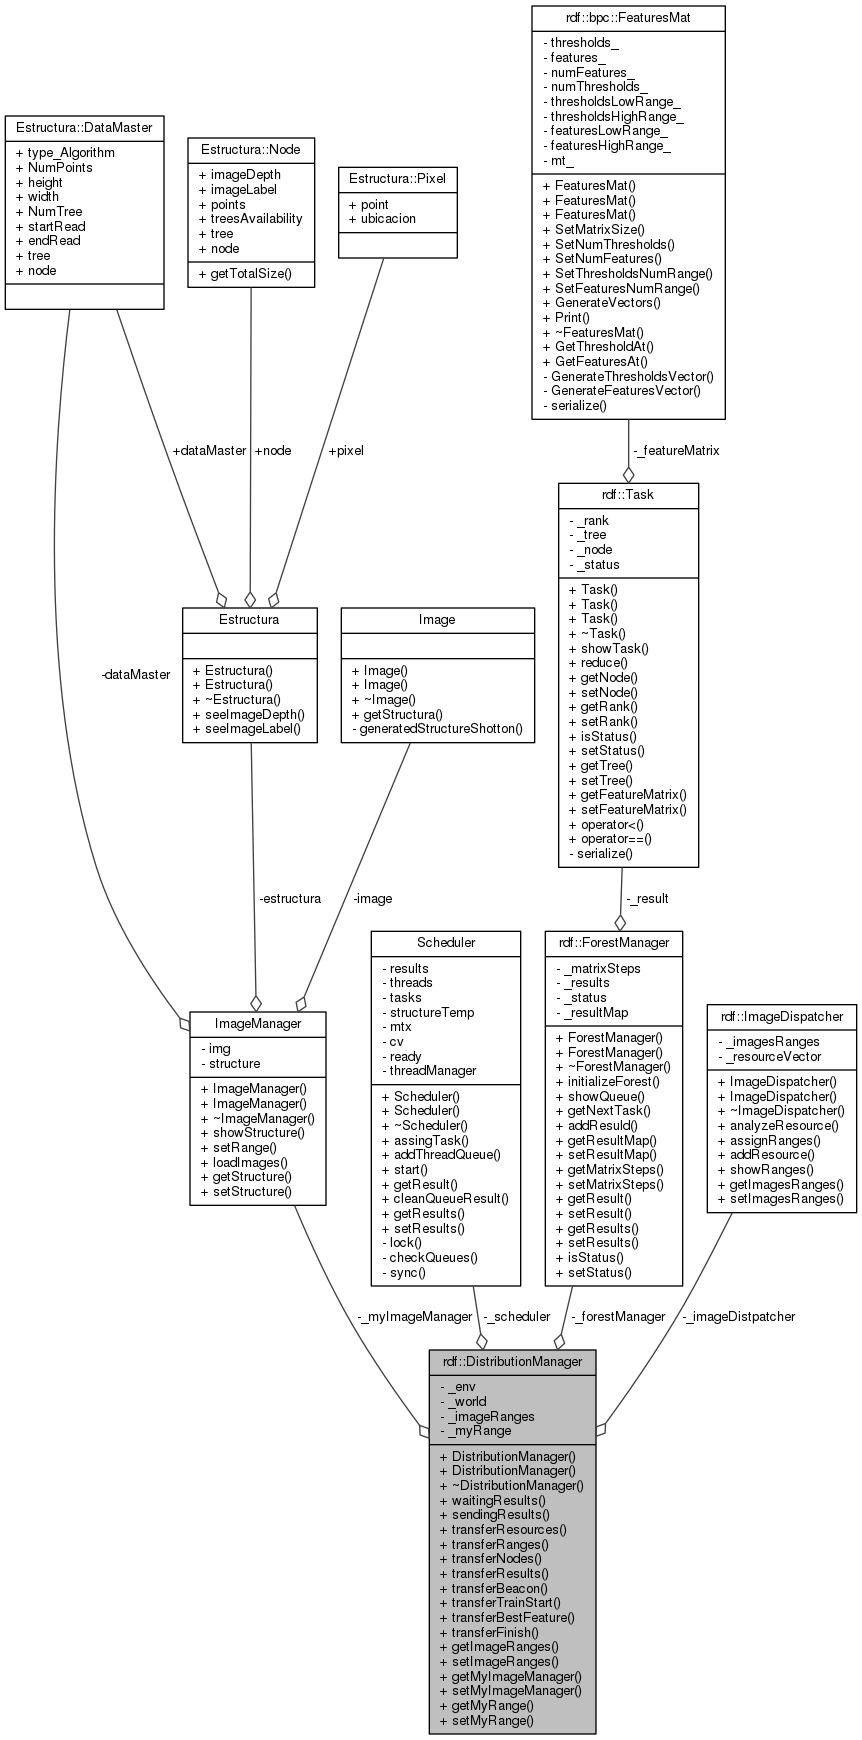 rdf::bpc::FeaturesMat
- thresholds_
- features_
- numFeatures_
- numThresholds_
- thresholdsLowRange_
- thresholdsHighRange_
- featuresLowRange_
- featuresHighRange_
- mt_
+ FeaturesMat()
+ FeaturesMat()
+ FeaturesMat()
+ SetMatrixSize()
+ SetNumThresholds()
+ SetNumFeatures()
+ SetThresholdsNumRange()
+ SetFeaturesNumRange()
+ GenerateVectors()
+ Print()
+ ~FeaturesMat()
+ GetThresholdAt()
+ GetFeaturesAt()
- GenerateThresholdsVector()
- GenerateFeaturesVector()
- serialize()
Estructura::DataMaster
+ type_Algorithm
+ NumPoints
+ height
+ width
+ NumTree
+ startRead
+ endRead
+ tree
+ node
Estructura::Node
+ imageDepth
+ imageLabel
+ points
+ treesAvailability
+ tree
+ node
+ getTotalSize()
Estructura::Pixel
+ point
+ ubicacion
+dataMaster
+node
+pixel
-_featureMatrix
rdf::Task
- _rank
- _tree
- _node
- _status
+ Task()
+ Task()
+ Task()
+ ~Task()
+ showTask()
+ reduce()
+ getNode()
+ setNode()
+ getRank()
+ setRank()
+ isStatus()
+ setStatus()
+ getTree()
+ setTree()
+ getFeatureMatrix()
+ setFeatureMatrix()
+ operator<()
+ operator==()
- serialize()
Estructura
+ Estructura()
+ Estructura()
+ ~Estructura()
+ seeImageDepth()
+ seeImageLabel()
Image
+ Image()
+ Image()
+ ~Image()
+ getStructura()
- generatedStructureShotton()
-dataMaster
-estructura
-image
-_result
ImageManager
- img
- structure
+ ImageManager()
+ ImageManager()
+ ~ImageManager()
+ showStructure()
+ setRange()
+ loadImages()
+ getStructure()
+ setStructure()
Scheduler
- results
- threads
- tasks
- structureTemp
- mtx
- cv
- ready
- threadManager
+ Scheduler()
+ Scheduler()
+ ~Scheduler()
+ assingTask()
+ addThreadQueue()
+ start()
+ getResult()
+ cleanQueueResult()
+ getResults()
+ setResults()
- lock()
- checkQueues()
- sync()
rdf::ForestManager
- _matrixSteps
- _results
- _status
- _resultMap
+ ForestManager()
+ ForestManager()
+ ~ForestManager()
+ initializeForest()
+ showQueue()
+ getNextTask()
+ addResuld()
+ getResultMap()
+ setResultMap()
+ getMatrixSteps()
+ setMatrixSteps()
+ getResult()
+ setResult()
+ getResults()
+ setResults()
+ isStatus()
+ setStatus()
rdf::ImageDispatcher
- _imagesRanges
- _resourceVector
+ ImageDispatcher()
+ ImageDispatcher()
+ ~ImageDispatcher()
+ analyzeResource()
+ assignRanges()
+ addResource()
+ showRanges()
+ getImagesRanges()
+ setImagesRanges()
-_myImageManager
-_scheduler
-_forestManager
-_imageDistpatcher
rdf::DistributionManager
- _env
- _world
- _imageRanges
- _myRange
+ DistributionManager()
+ DistributionManager()
+ ~DistributionManager()
+ waitingResults()
+ sendingResults()
+ transferResources()
+ transferRanges()
+ transferNodes()
+ transferResults()
+ transferBeacon()
+ transferTrainStart()
+ transferBestFeature()
+ transferFinish()
+ getImageRanges()
+ setImageRanges()
+ getMyImageManager()
+ setMyImageManager()
+ getMyRange()
+ setMyRange()